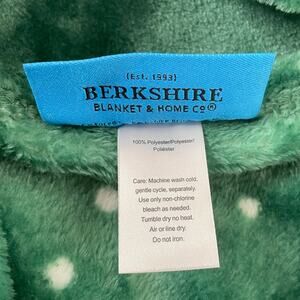 (Est. 1993)
BERKSHIRE
BLANKET & HOME Co®
100% Polyester/Polyester/
Poliéster
Care: Machine wash cold,
gentle cycle, separately.
Use only non-chlorine
bleach as needed.
Tumble dry no heat.
Air or line dry.
Do not iron.